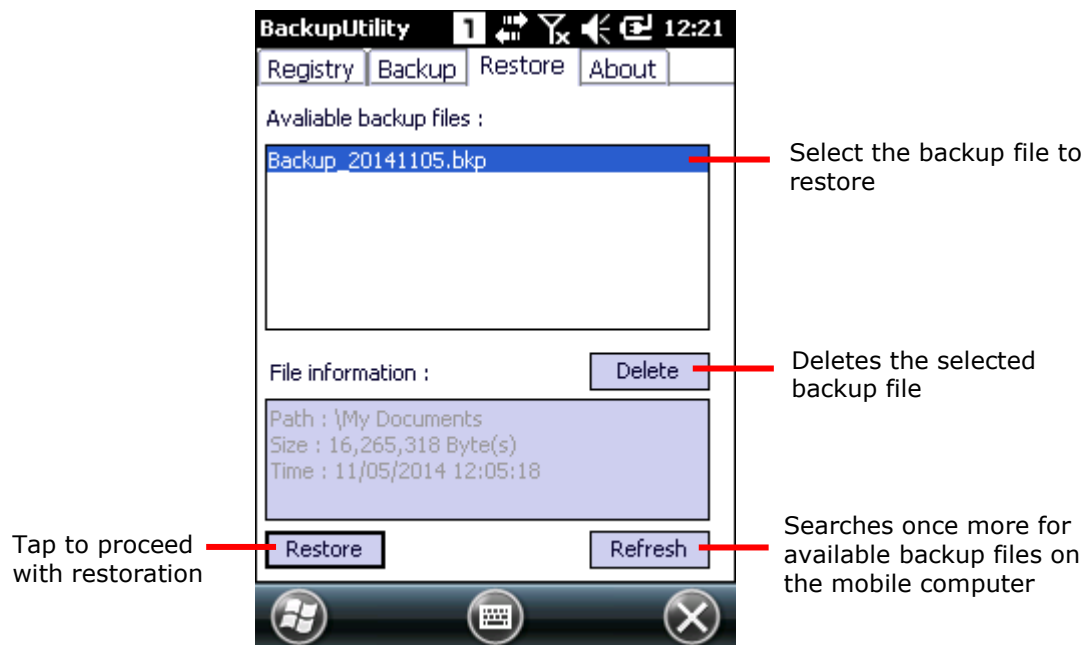 BackupUtility 1 12:21
Registry Backup Restore About
Avaliable backup files :
Backup_20141105.bkp
Select the backup file to
restore
File information :
Delete
Deletes the selected
backup file
Path : \My Documents
Size : 16,265,318 Byte(s)
Time : 11/05/2014 12:05:18
Tap to proceed
with restoration
Restore
Refresh
Searches once more for
available backup files on
the mobile computer